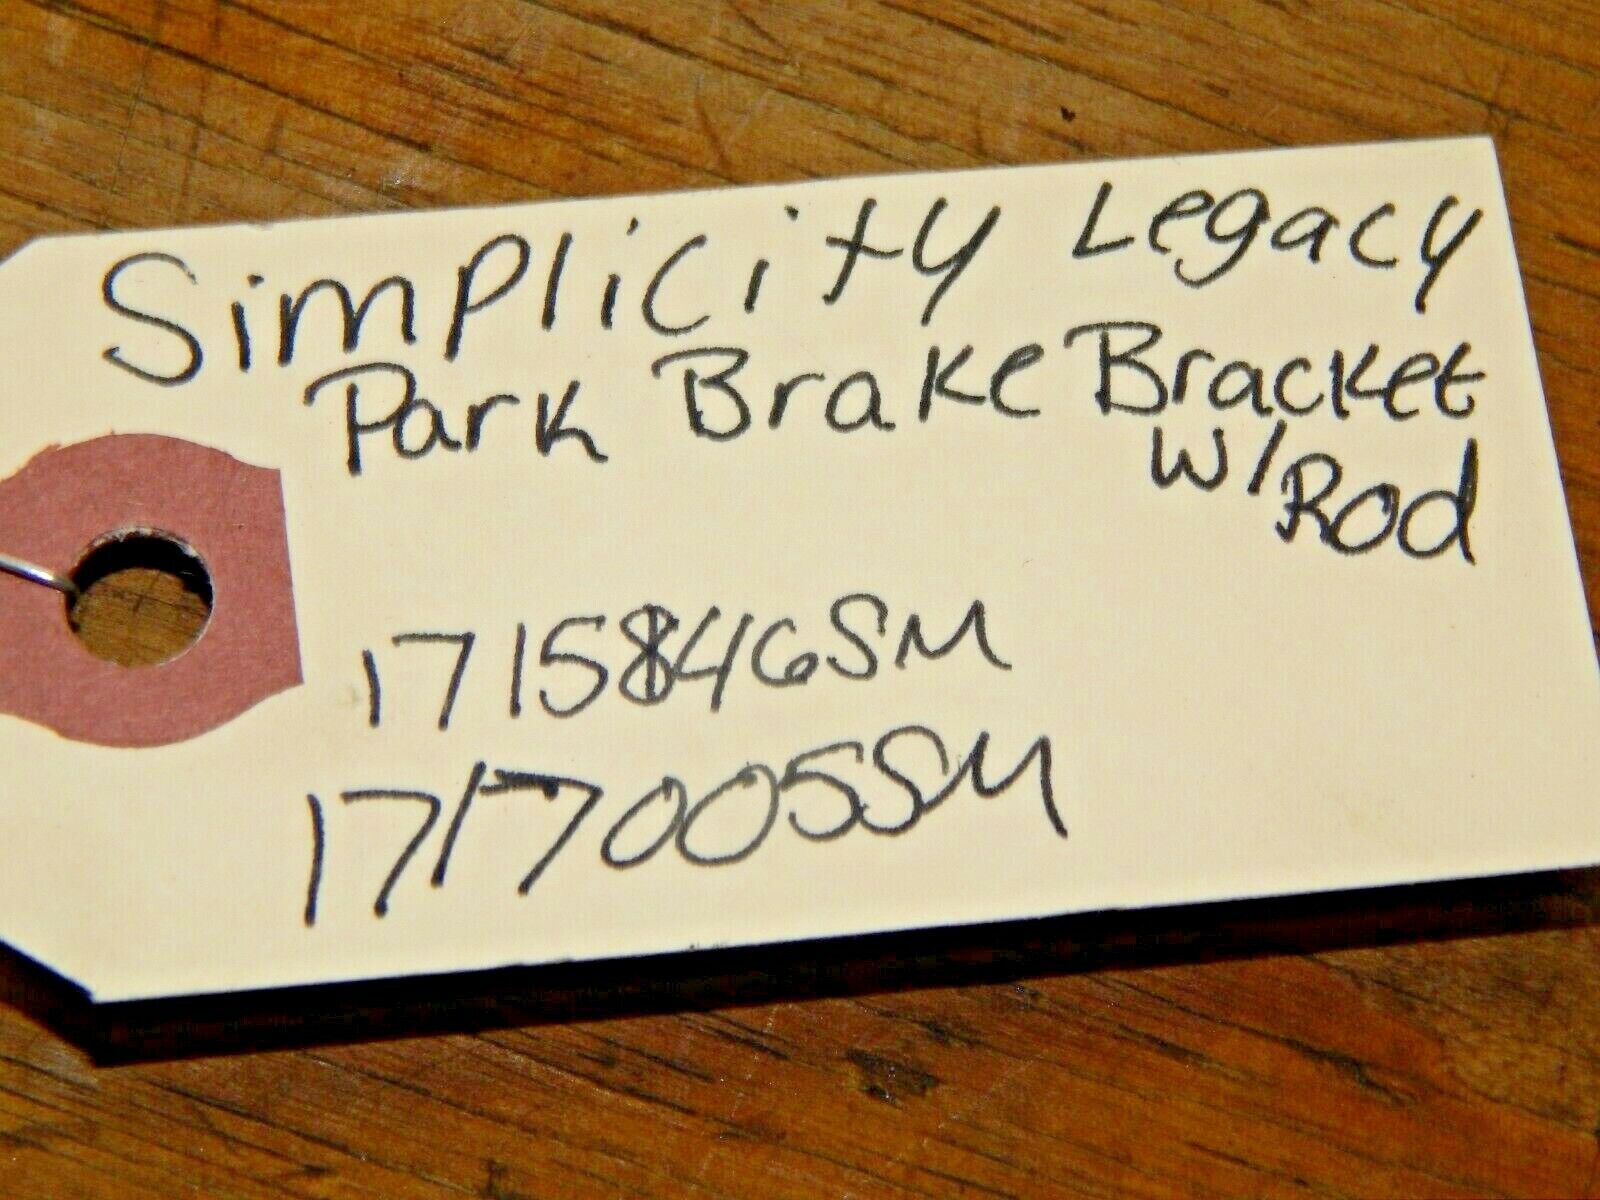 Simplicity Legacy
Park Brake Bracket
W/Rod
1715846SM
1717005SM